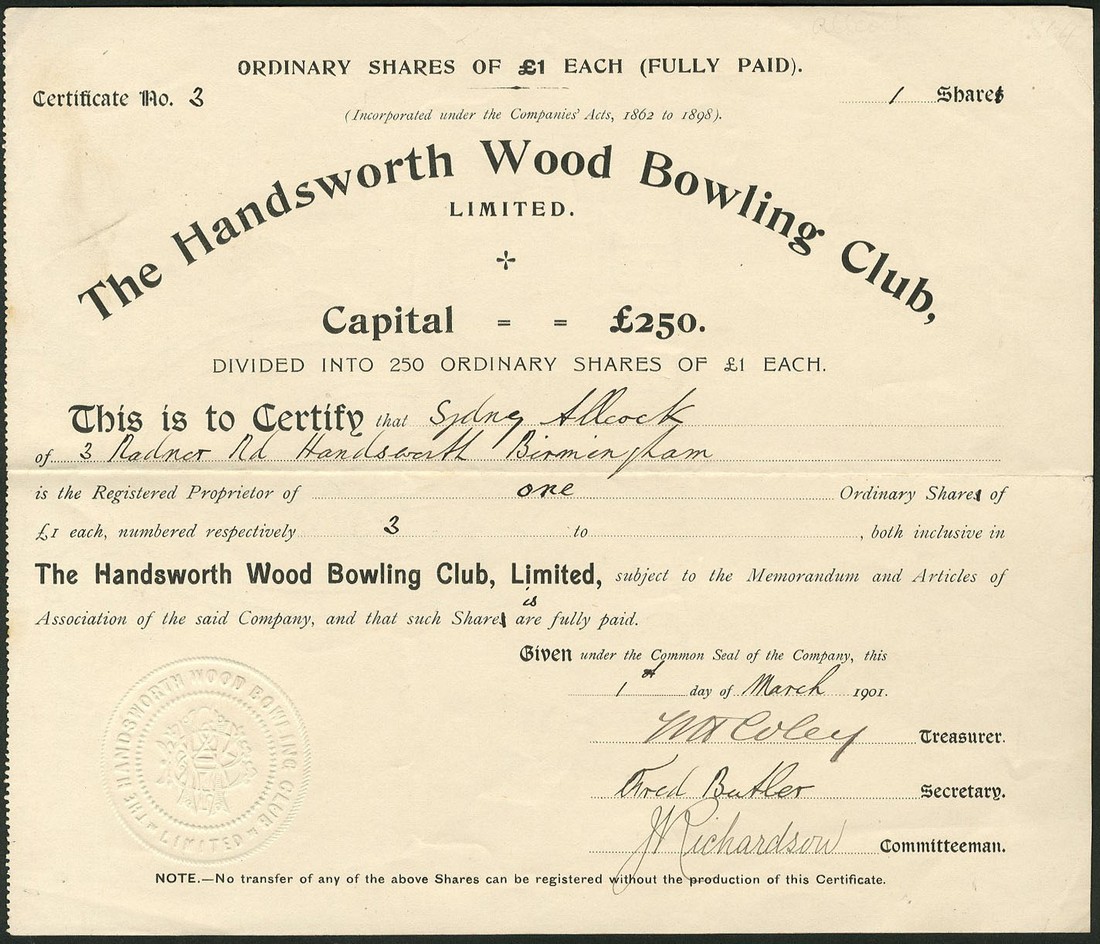 ORDINARY SHARES OF £1 EACH (FULLY PAID).
Certificate No. 3
1 Shares
(Incorporated under the Companies' Acts, 1862 to 1898).
The Handsworth Wood Bowling Club,
LIMITED.
Capital = = £250.
DIVIDED INTO 250 ORDINARY SHARES OF £1 EACH.
This is to Certify that Sydney Allcock
of 3 Radnor Rd Handsworth Birmingham
is the Registered Proprietor of one Ordinary Shares of
£1 each, numbered respectively 3 to , both inclusive in
The Handsworth Wood Bowling Club, Limited, subject to the Memorandum and Articles of
is
Association of the said Company, and that such Shares are fully paid.
Given under the Common Seal of the Company, this
1st day of March 1901.
Coley Treasurer.
Fred Butler Secretary.
J Richardson Committeeman.
THE HANDSWORTH WOOD BOWLING CLUB
LIMITED
NOTE.—No transfer of any of the above Shares can be registered without the production of this Certificate.